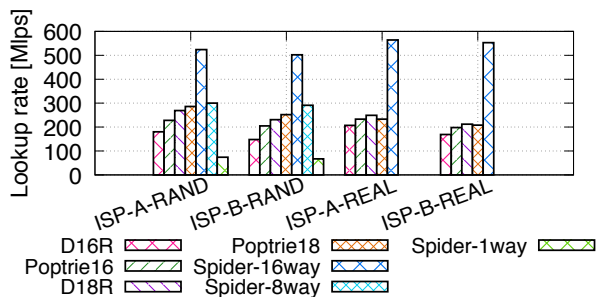 Lookup rate [Mlps]
600
500
400
300
200
100
0
ISP-A-RAND
ISP-B-RAND
ISP-A-REAL
ISP-B-REAL
D16R
Poptrie18
Spider-1way
Poptrie16
Spider-16way
D18R
Spider-8way